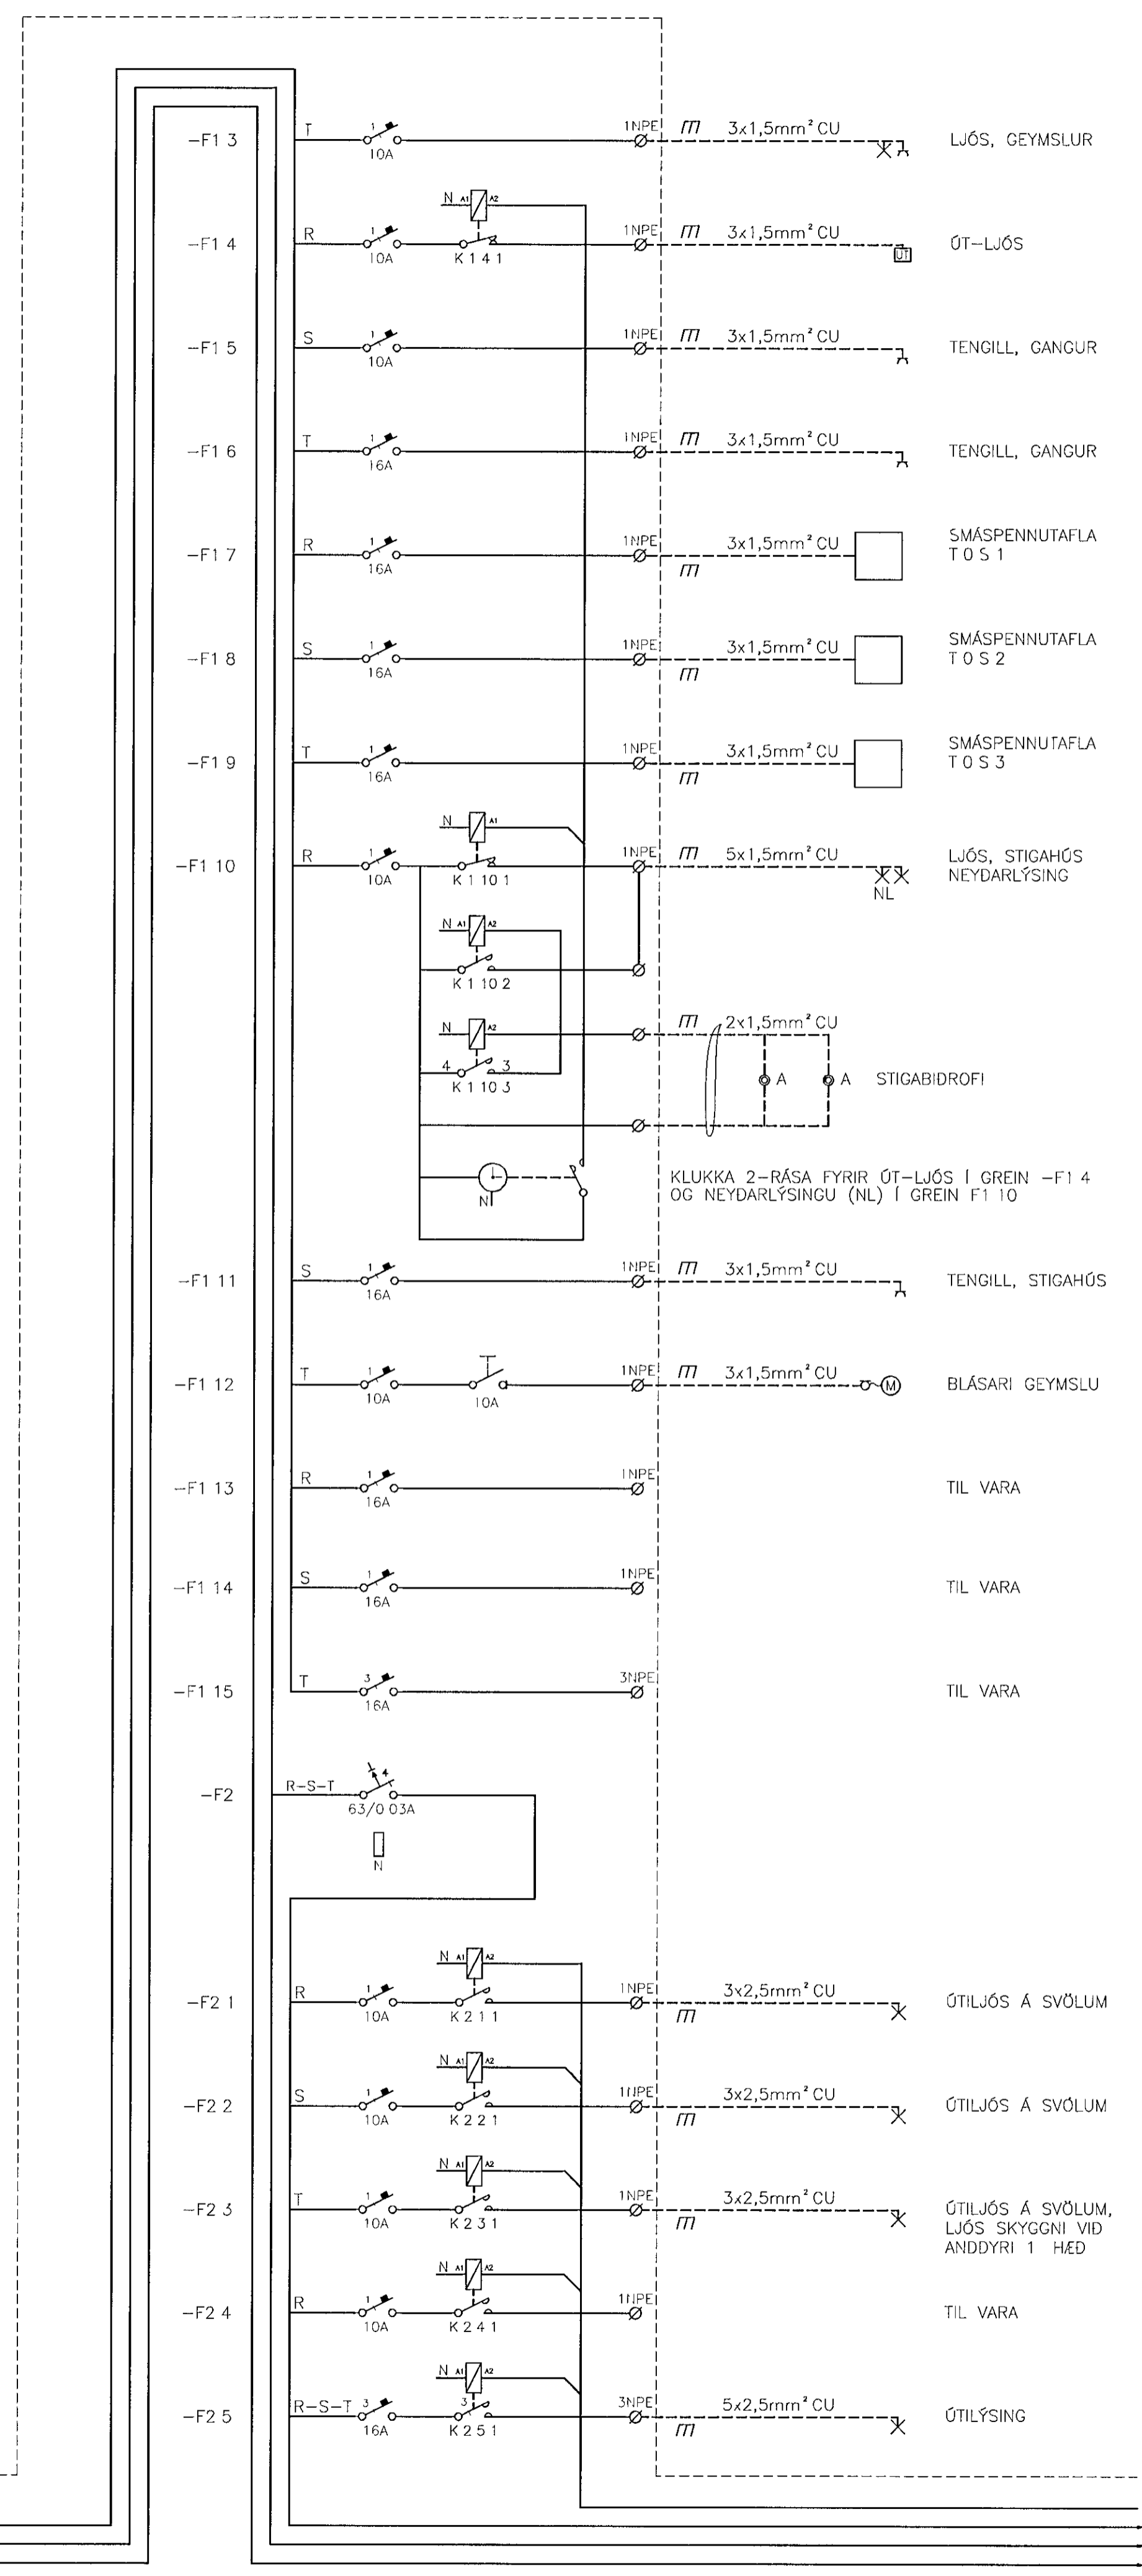 -F1 3 T 1 10A 1NPE 3x1,5mm² CU LJÓS, GEYMSLUR
N A1 A2
-F1 4 R 1 10A K 1 4 1 1NPE 3x1,5mm² CU ÚT ÚT-LJÓS
-F1 5 S 1 10A 1NPE 3x1,5mm² CU TENGILL, GANGUR
-F1 6 T 1 16A 1NPE 3x1,5mm² CU TENGILL, GANGUR
-F1 7 R 1 16A 1NPE 3x1,5mm² CU SMÁSPENNUTAFLA
T O S 1
-F1 8 S 1 16A 1NPE 3x1,5mm² CU SMÁSPENNUTAFLA
T O S 2
-F1 9 T 1 16A 1NPE 3x1,5mm² CU SMÁSPENNUTAFLA
T O S 3
N A1
-F1 10 R 1 10A K 1 10 1 1NPE 5x1,5mm² CU NL LJÓS, STIGAHÚS
NEYÐARLÝSING
N A1 A2
K 1 10 2
N A2 2x1,5mm² CU
4 3
K 1 10 3
A A STIGABIÐROFI
N
KLUKKA 2-RÁSA FYRIR ÚT-LJÓS Í GREIN -F1 4
OG NEYÐARLÝSINGU (NL) Í GREIN F1 10
-F1 11 S 1 16A 1NPE 3x1,5mm² CU TENGILL, STIGAHÚS
-F1 12 T 1 10A 10A 1NPE 3x1,5mm² CU M BLÁSARI GEYMSLU
-F1 13 R 1 16A 1NPE TIL VARA
-F1 14 S 1 16A 1NPE TIL VARA
-F1 15 T 3 16A 3NPE TIL VARA
-F2 R-S-T 4 63/0 03A
N
N A1 A2
-F2 1 R 1 10A K 2 1 1 1NPE 3x2,5mm² CU ÚTILJÓS Á SVÖLUM
N A1 A2
-F2 2 S 1 10A K 2 2 1 1NPE 3x2,5mm² CU ÚTILJÓS Á SVÖLUM
N A1 A2
-F2 3 T 1 10A K 2 3 1 1NPE 3x2,5mm² CU ÚTILJÓS Á SVÖLUM,
LJÓS SKYGGNI VIÐ
ANDDYRI 1 HÆÐ
N A1 A2
-F2 4 R 1 10A K 2 4 1 1NPE TIL VARA
N A1 A2
-F2 5 R-S-T 3 16A 3 K 2 5 1 3NPE 5x2,5mm² CU ÚTILÝSING